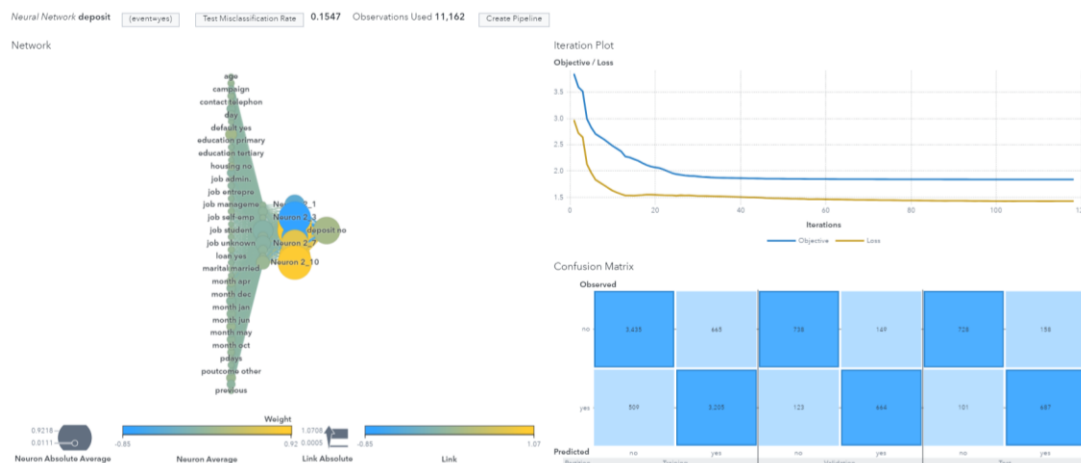 Neural Network deposit (event=yes) Test Misclassification Rate 0.1547 Observations Used 11,162 Create Pipeline
Network
age
campaign
contact telephon
day
default yes
education primary
education tertiary
housing no
job admin.
job entrepre
job manageme
job self-emp
job student
job unknown
loan yes
marital married
month apr
month dec
month jan
month jun
month may
month oct
pdays
poutcome other
previous
Neuron 2_3
Neuron 2_7
Neuron 2_10
deposit no
Weight
0.9218
0.0111
-0.85
0.92
1.0708
0.0005
-0.85
1.07
Neuron Absolute Average
Neuron Average
Link Absolute
Link
Iteration Plot
Objective / Loss
3.5
3.0
2.5
2.0
1.5
0 20 40 60 80 100
Iterations
Objective Loss
Confusion Matrix
Observed
no 3,435 645 738 149 728 158
yes 509 3,205 123 664 101 687
Predicted no yes no yes no yes